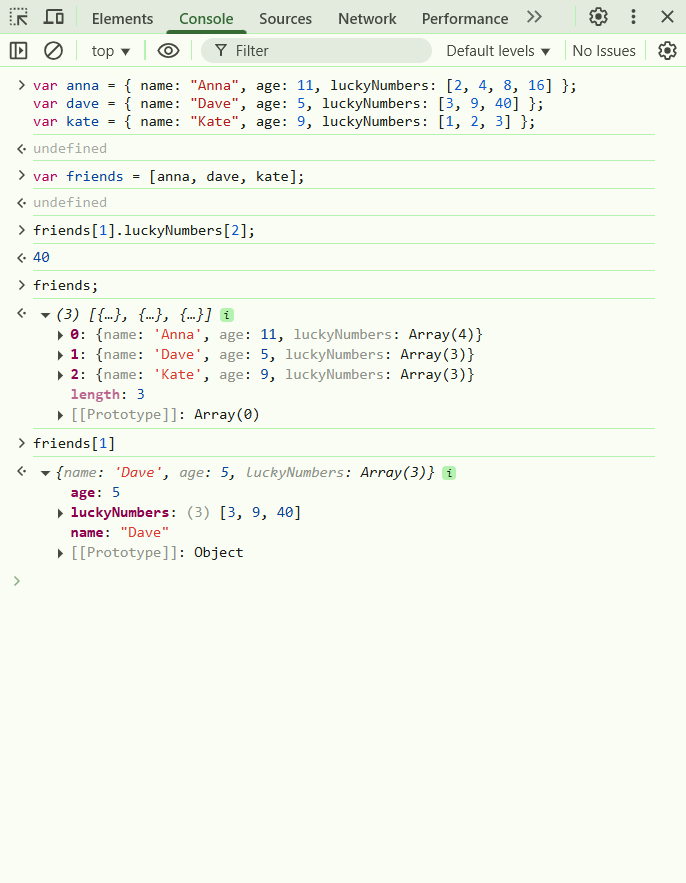 Elements Console Sources Network Performance
top Filter Default levels No Issues
var anna = { name: "Anna", age: 11, luckyNumbers: [2, 4, 8, 16] };
var dave = { name: "Dave", age: 5, luckyNumbers: [3, 9, 40] };
var kate = { name: "Kate", age: 9, luckyNumbers: [1, 2, 3] };
undefined
var friends = [anna, dave, kate];
undefined
friends[1].luckyNumbers[2];
40
friends;
(3) [{…}, {…}, {…}] i
0: {name: 'Anna', age: 11, luckyNumbers: Array(4)}
1: {name: 'Dave', age: 5, luckyNumbers: Array(3)}
2: {name: 'Kate', age: 9, luckyNumbers: Array(3)}
length: 3
[[Prototype]]: Array(0)
friends[1]
{name: 'Dave', age: 5, luckyNumbers: Array(3)} i
age: 5
luckyNumbers: (3) [3, 9, 40]
name: "Dave"
[[Prototype]]: Object